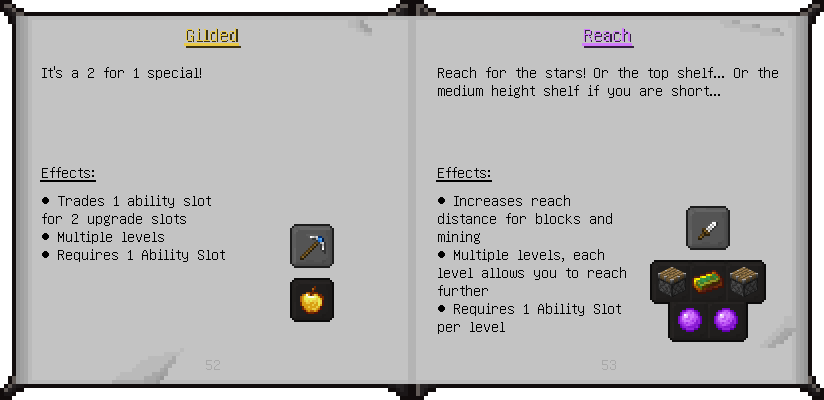 Gilded
It's a 2 for 1 special!
Effects:
● Trades 1 ability slot
for 2 upgrade slots
● Multiple levels
● Requires 1 Ability Slot
52
Reach
Reach for the stars! Or the top shelf... Or the
medium height shelf if you are short...
Effects:
● Increases reach
distance for blocks and
mining
● Multiple levels, each
level allows you to reach
further
● Requires 1 Ability Slot
per level
53